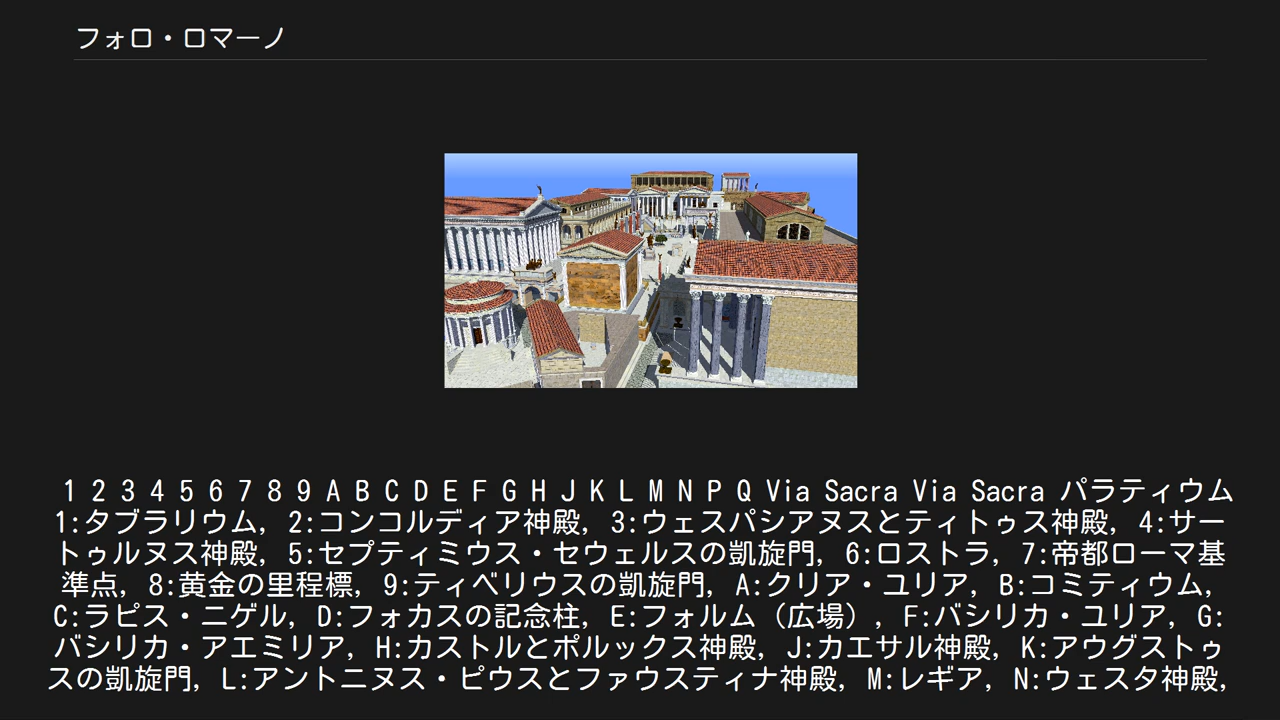 フォロ・ロマーノ
1 2 3 4 5 6 7 8 9 A B C D E F G H J K L M N P Q Via Sacra Via Sacra パラティウム
1:タブラリウム, 2:コンコルディア神殿, 3:ウェスパシアヌスとティトゥス神殿, 4:サー
トゥルヌス神殿, 5:セプティミウス・セウェルスの凱旋門, 6:ロストラ, 7:帝都ローマ基
準点, 8:黄金の里程標, 9:ティベリウスの凱旋門, A:クリア・ユリア, B:コミティウム,
C:ラピス・ニゲル, D:フォカスの記念柱, E:フォルム（広場）, F:バシリカ・ユリア, G:
バシリカ・アエミリア, H:カストルとポルックス神殿, J:カエサル神殿, K:アウグストゥ
スの凱旋門, L:アントニヌス・ピウスとファウスティナ神殿, M:レギア, N:ウェスタ神殿,